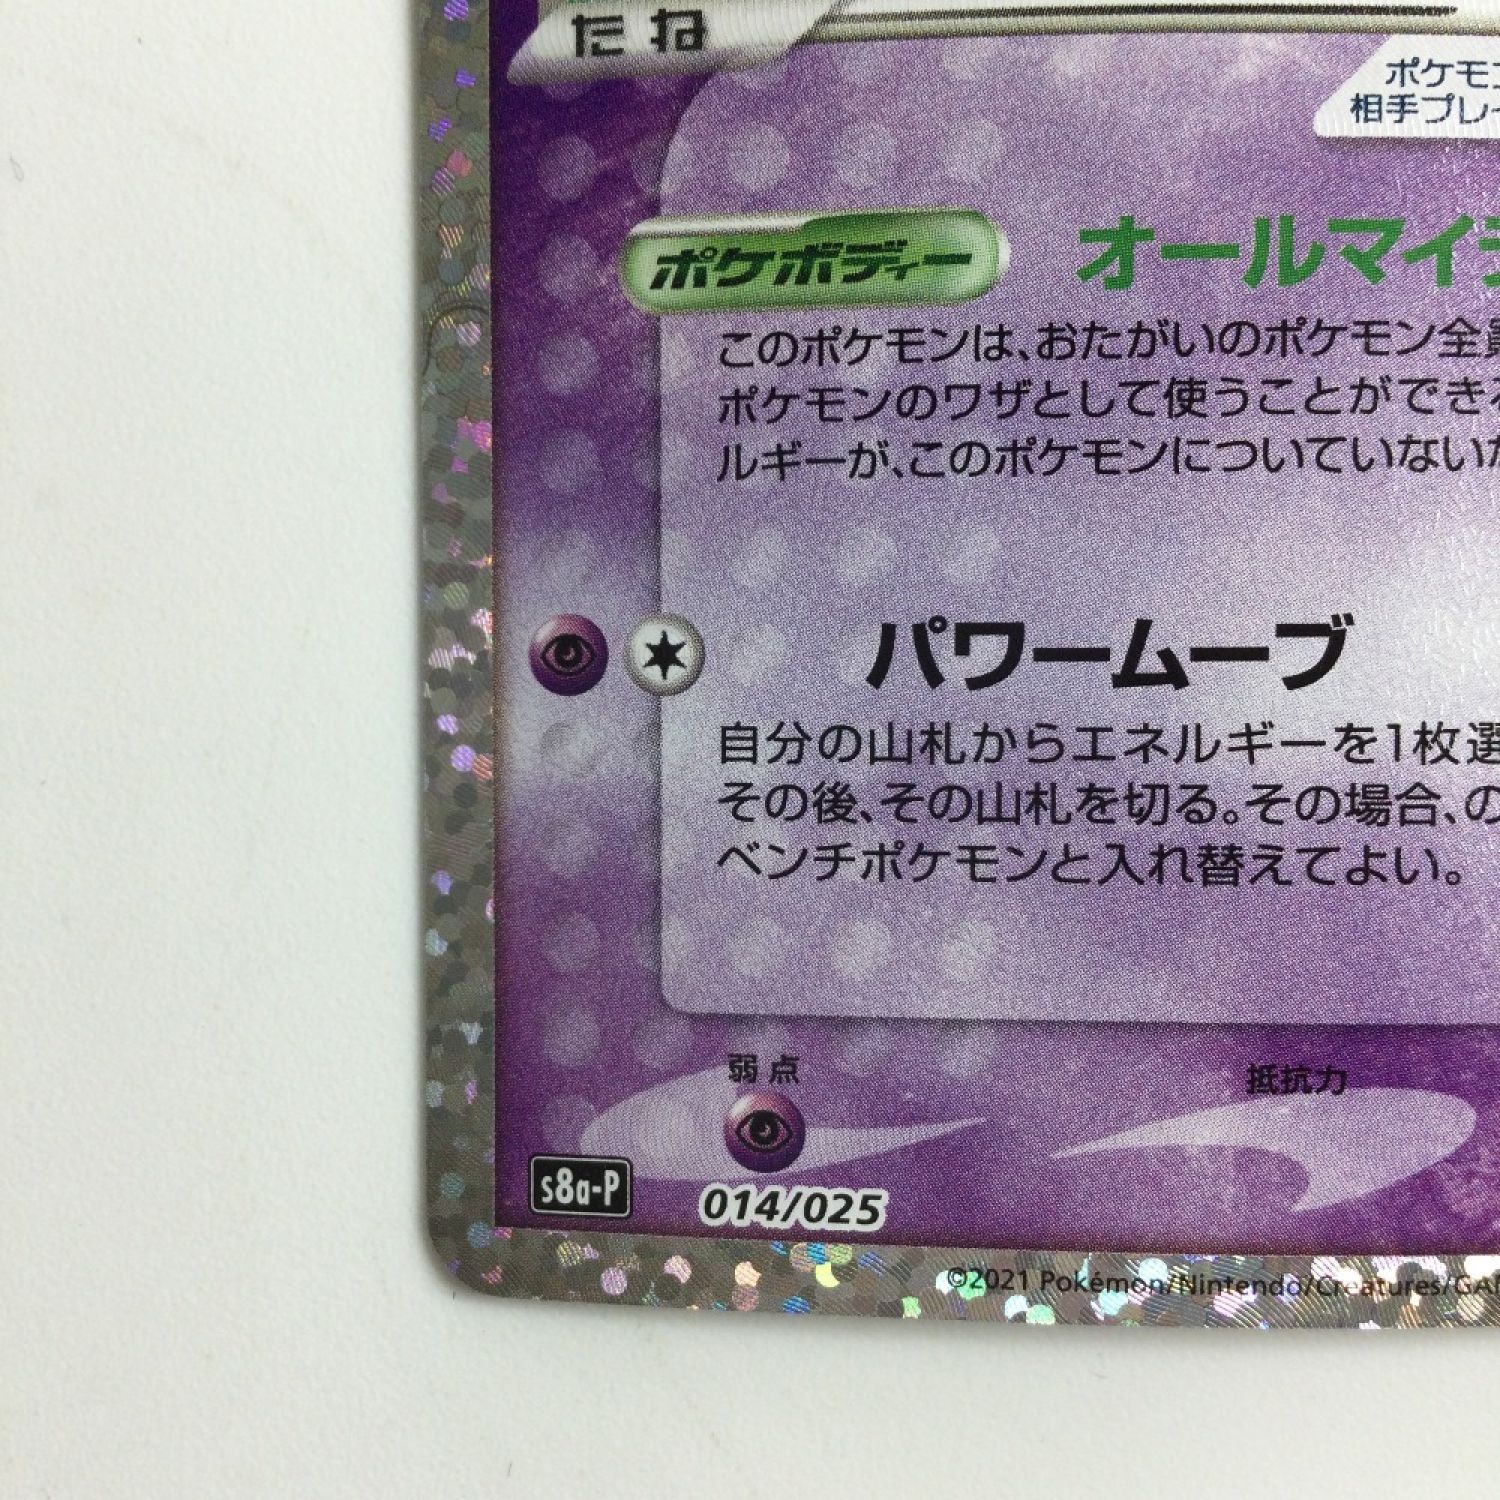 たね
ポケモン
相手プレイ
ポケボディー オールマイテ
このポケモンは、おたがいのポケモン全員
ポケモンのワザとして使うことができる
ルギーが、このポケモンについていないな
パワームーブ
自分の山札からエネルギーを1枚選
その後、その山札を切る。その場合、の
ベンチポケモンと入れ替えてよい。
弱点 抵抗力
s8a-P 014/025
©2021 Pokémon/Nintendo/Creatures/GA